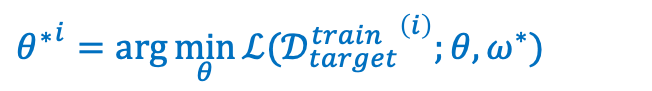 θ*ⁱ = arg min_θ ℒ(𝒟_target^train ⁽ⁱ⁾; θ, ω*)